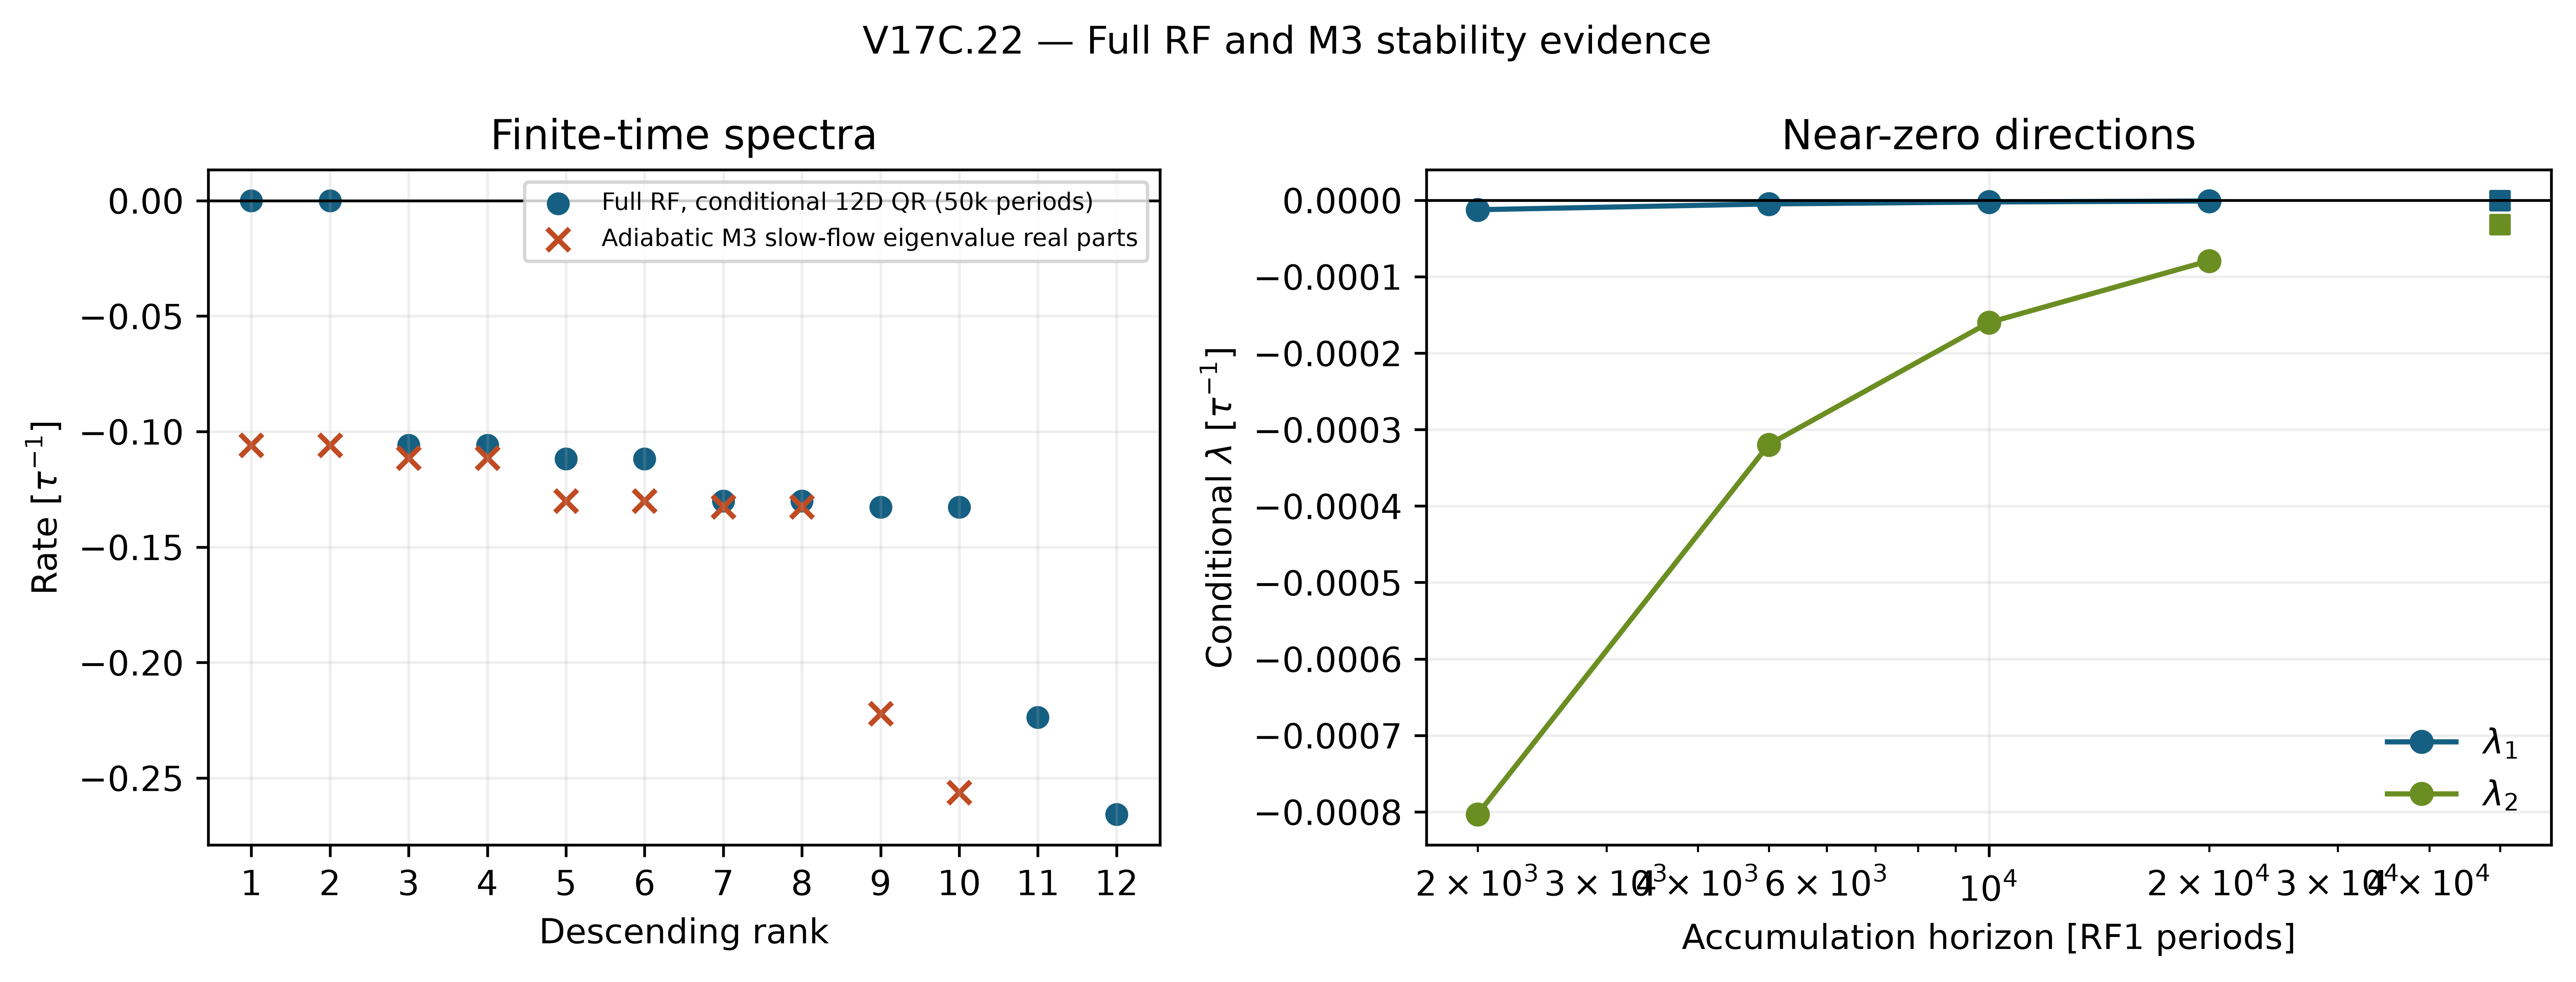 V17C.22 — Full RF and M3 stability evidence
Finite-time spectra
Rate [τ⁻¹]
0.00
−0.05
−0.10
−0.15
−0.20
−0.25
Full RF, conditional 12D QR (50k periods)
Adiabatic M3 slow-flow eigenvalue real parts
1 2 3 4 5 6 7 8 9 10 11 12
Descending rank
Near-zero directions
Conditional λ [τ⁻¹]
0.0000
−0.0001
−0.0002
−0.0003
−0.0004
−0.0005
−0.0006
−0.0007
−0.0008
λ₁
λ₂
2 × 10³ 3 × 10³ 4 × 10³ 6 × 10³ 10⁴ 2 × 10⁴ 3 × 10⁴ 4 × 10⁴
Accumulation horizon [RF1 periods]